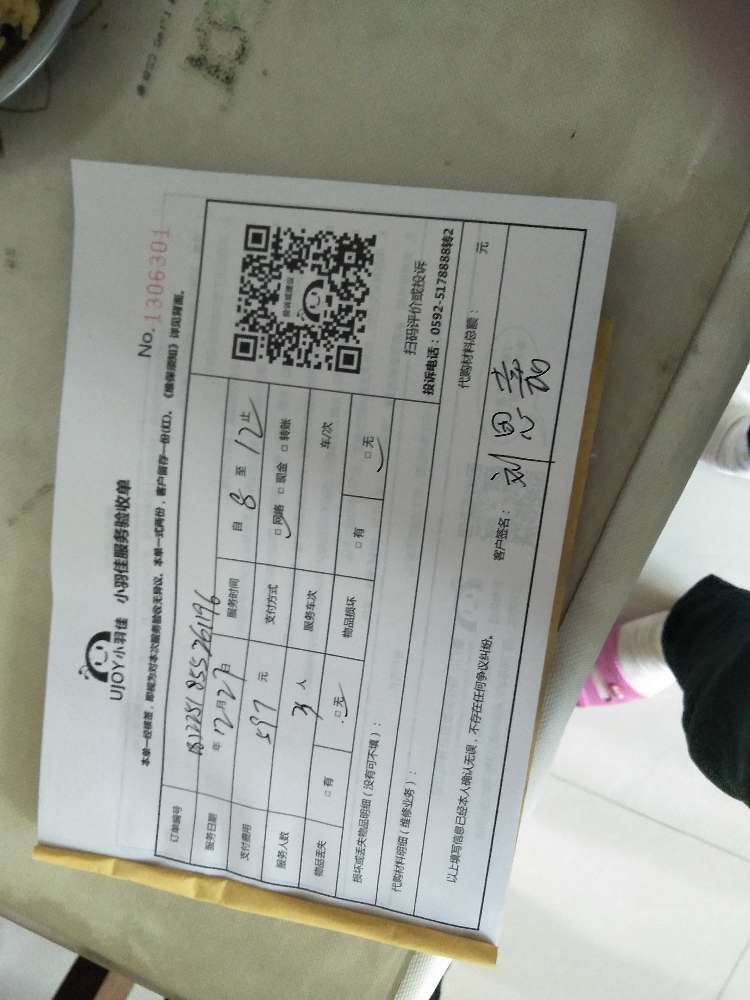 UJOY小羽佳 小羽佳服务验收单
No. 1306301
本单一经核签，即视为对本次服务验收无异议。本单一式两份，客户留存一份(红)。《维保须知》详见背面。
订单编号
服务日期 年 12月27日 服务时间 自 8 至 12 止
支付费用 597 元 支付方式 □网络 □现金 □转账
服务人数 3 人 服务车次 车/次
物品丢失 □有 □无 物品损坏 □有 □无
扫码评价或投诉
投诉电话：0592-5178888转2
损坏或丢失物品明细（没有可不填）：
代购材料明细（维修业务）： 代购材料总额： 元
以上填写信息已经本人确认无误，不存在任何争议纠纷。 客户签名： 刘思嘉